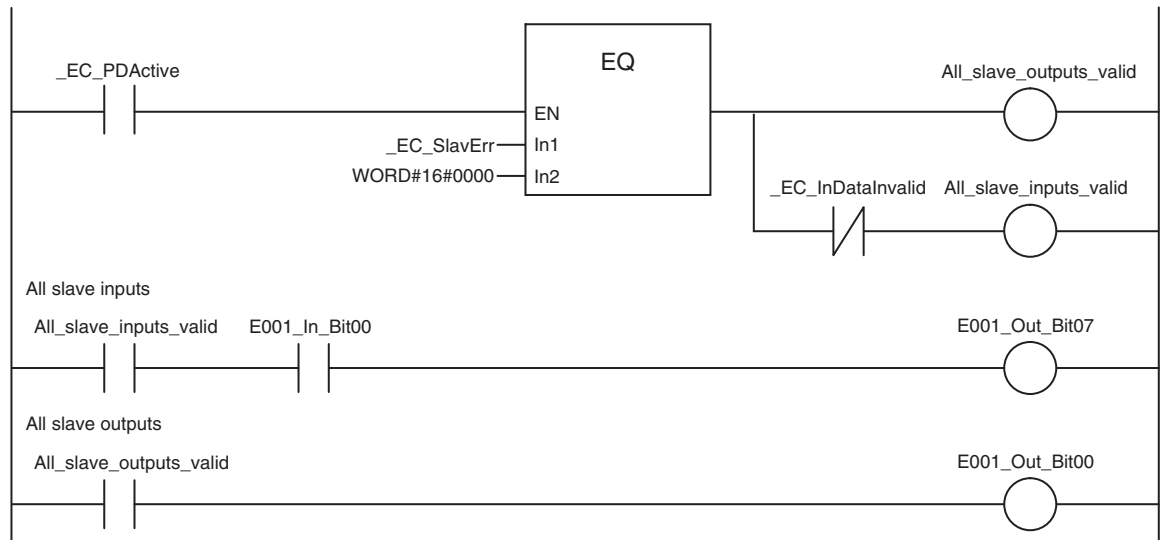 _EC_PDActive
EQ
All_slave_outputs_valid
EN
_EC_SlavErr
In1
WORD#16#0000
In2
_EC_InDataInvalid
All_slave_inputs_valid
All slave inputs
All_slave_inputs_valid
E001_In_Bit00
E001_Out_Bit07
All slave outputs
All_slave_outputs_valid
E001_Out_Bit00